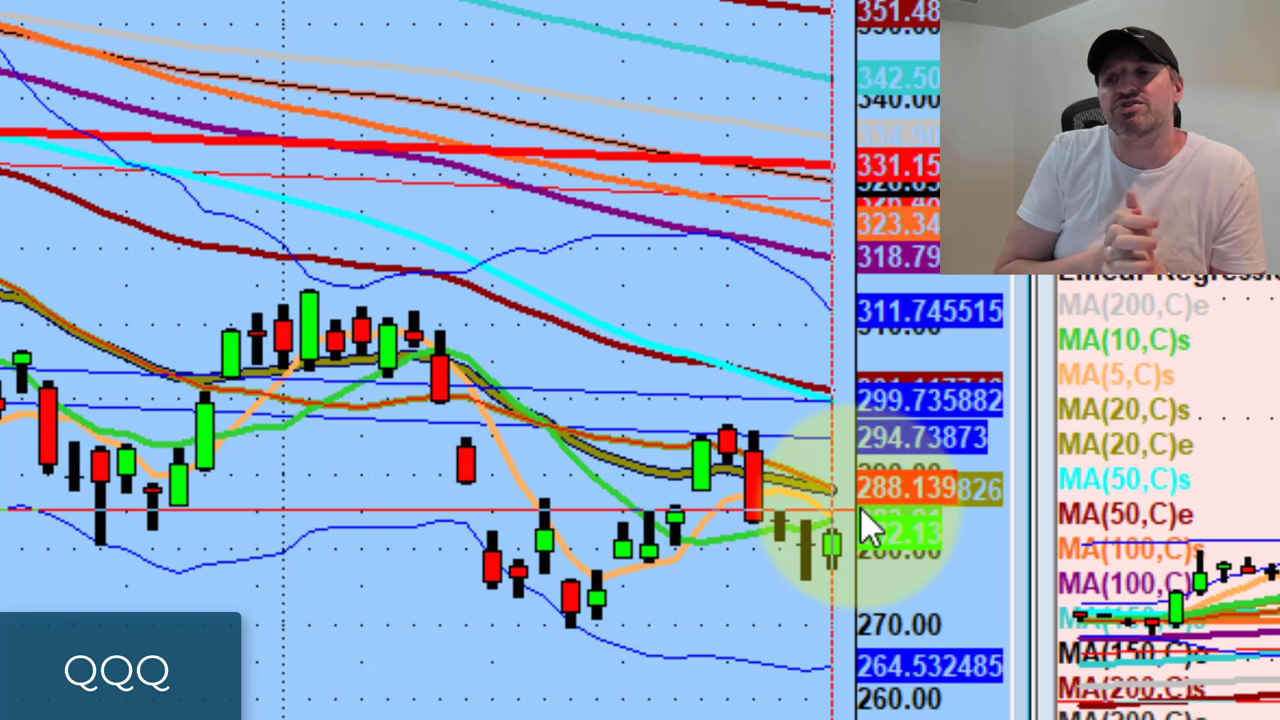 351.48
342.50
340.00
331.15
323.34
318.79
311.745515
299.735882
294.73873
288.139826
270.00
264.532485
260.00
MA(200,C)e
MA(10,C)s
MA(5,C)s
MA(20,C)s
MA(20,C)e
MA(50,C)s
MA(50,C)e
MA(100,C)s
MA(100,C)
MA(150,C)
MA(200,C)s
MA(200,C)e
QQQ